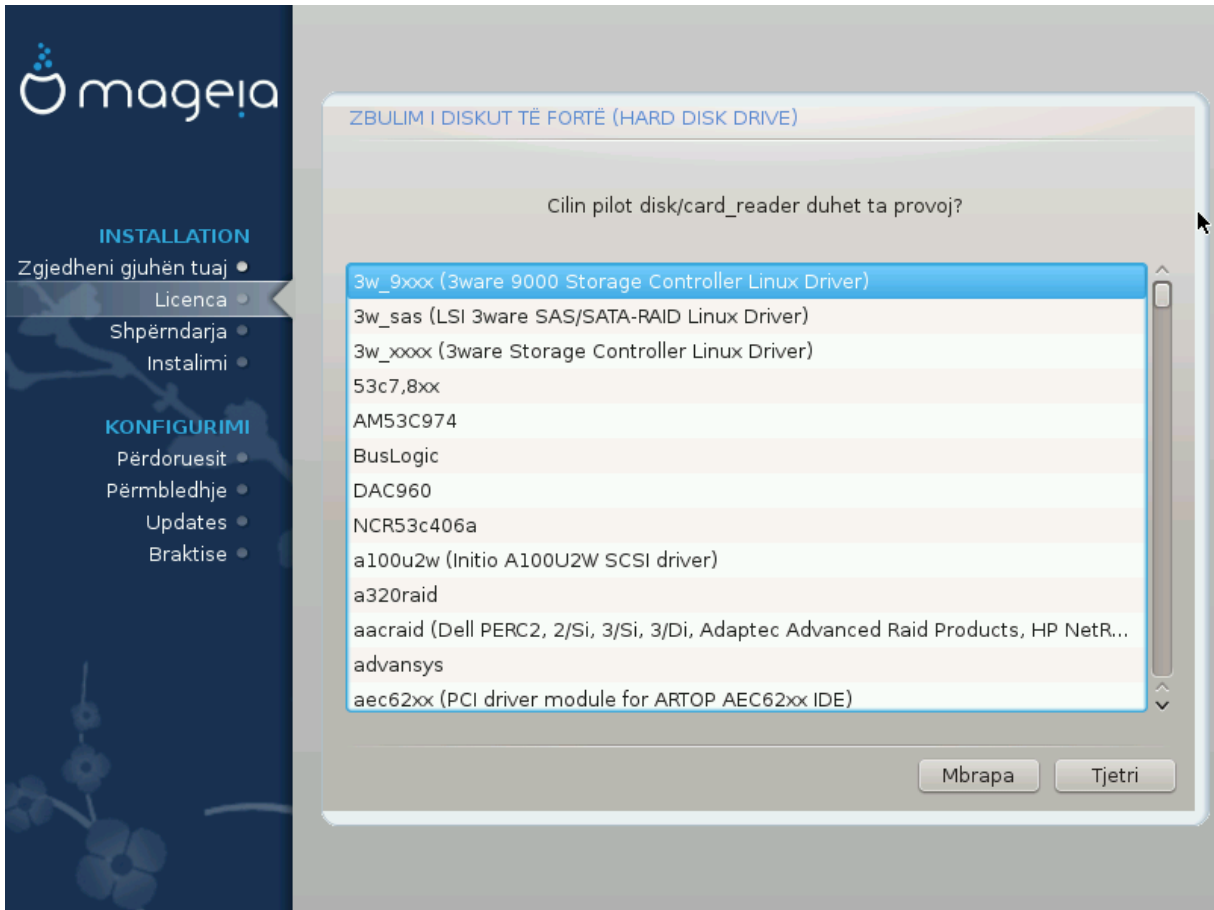 mageia
INSTALLATION
Zgjedheni gjuhën tuaj
Licenca
Shpërndarja
Instalimi
KONFIGURIMI
Përdoruesit
Përmbledhje
Updates
Braktise
ZBULIM I DISKUT TË FORTË (HARD DISK DRIVE)
Cilin pilot disk/card_reader duhet ta provoj?
3w_9xxx (3ware 9000 Storage Controller Linux Driver)
3w_sas (LSI 3ware SAS/SATA-RAID Linux Driver)
3w_xxxx (3ware Storage Controller Linux Driver)
53c7,8xx
AM53C974
BusLogic
DAC960
NCR53c406a
a100u2w (Initio A100U2W SCSI driver)
a320raid
aacraid (Dell PERC2, 2/Si, 3/Si, 3/Di, Adaptec Advanced Raid Products, HP NetR...
advansys
aec62xx (PCI driver module for ARTOP AEC62xx IDE)
Mbrapa
Tjetri